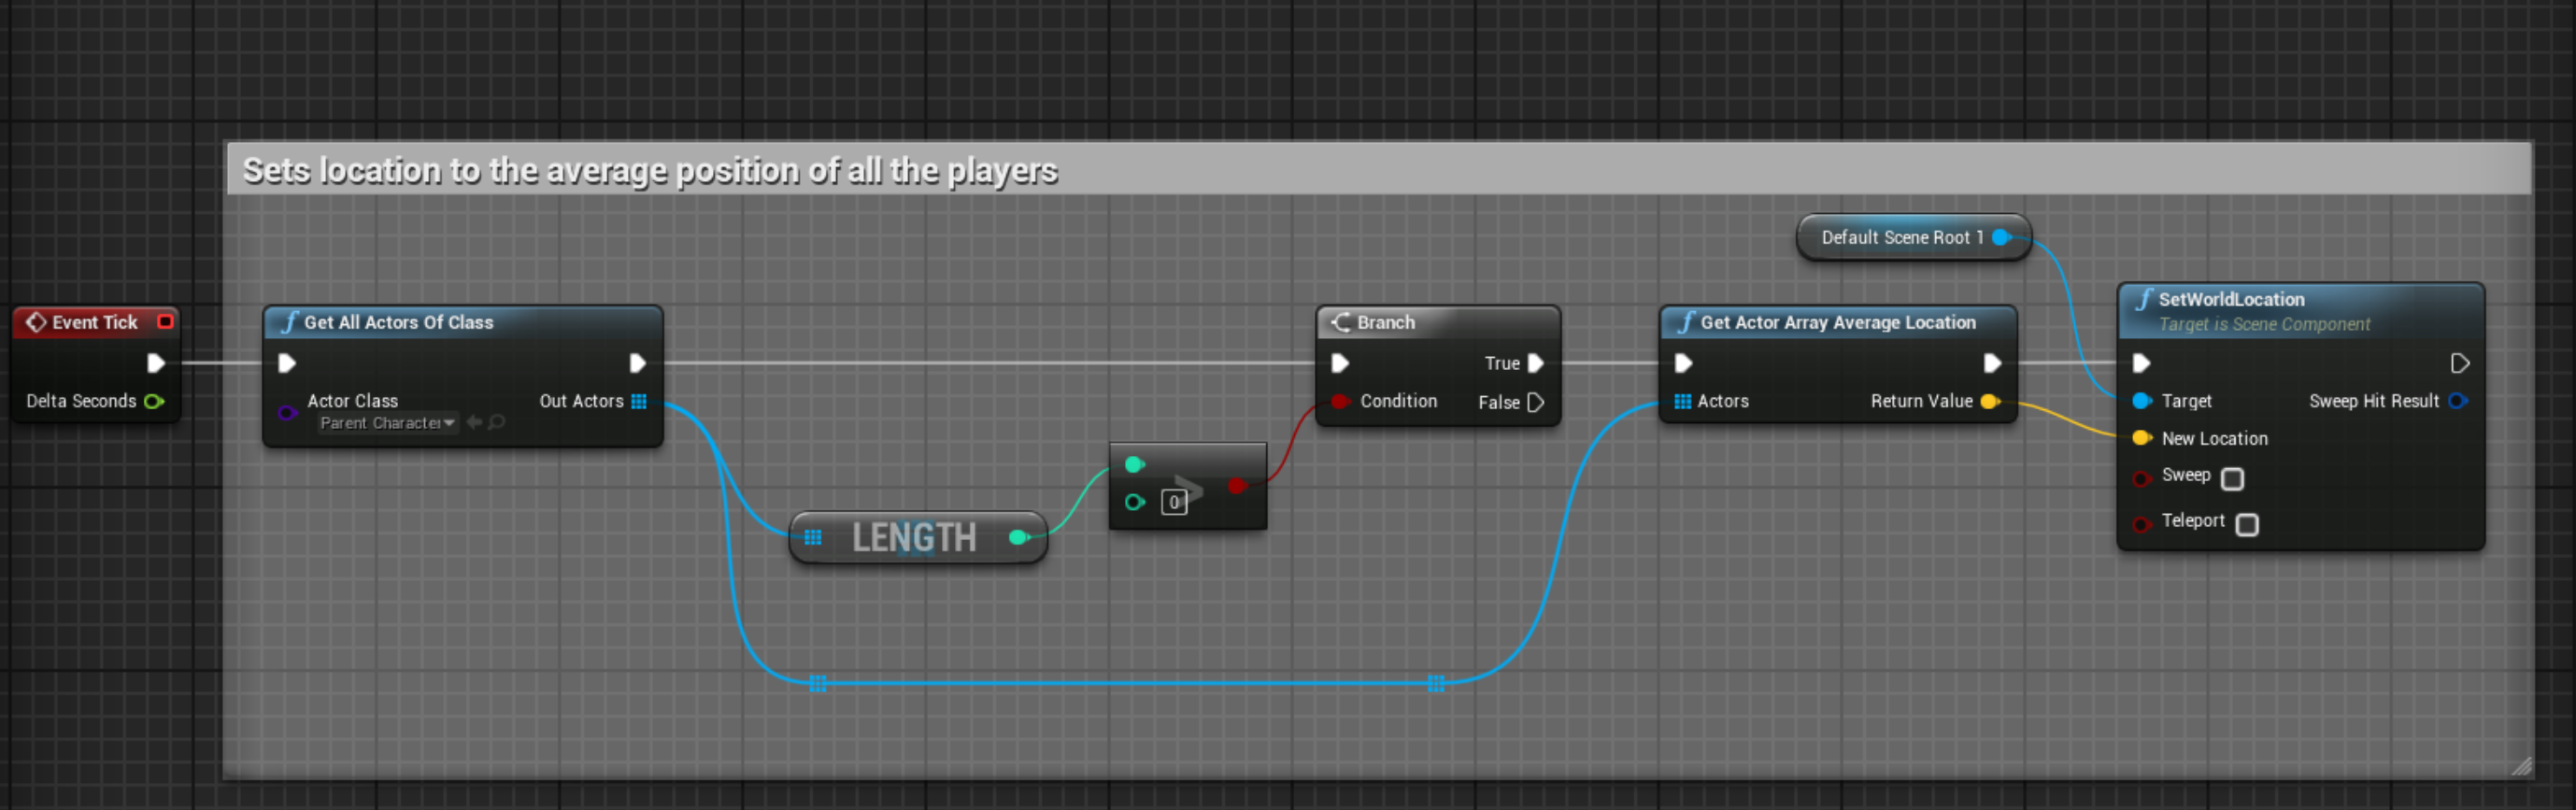 Sets location to the average position of all the players
Default Scene Root 1
Event Tick
Delta Seconds
Get All Actors Of Class
Actor Class
Parent Character
Out Actors
LENGTH
>
0
Branch
True
Condition
False
Get Actor Array Average Location
Actors
Return Value
SetWorldLocation
Target is Scene Component
Target
Sweep Hit Result
New Location
Sweep
Teleport